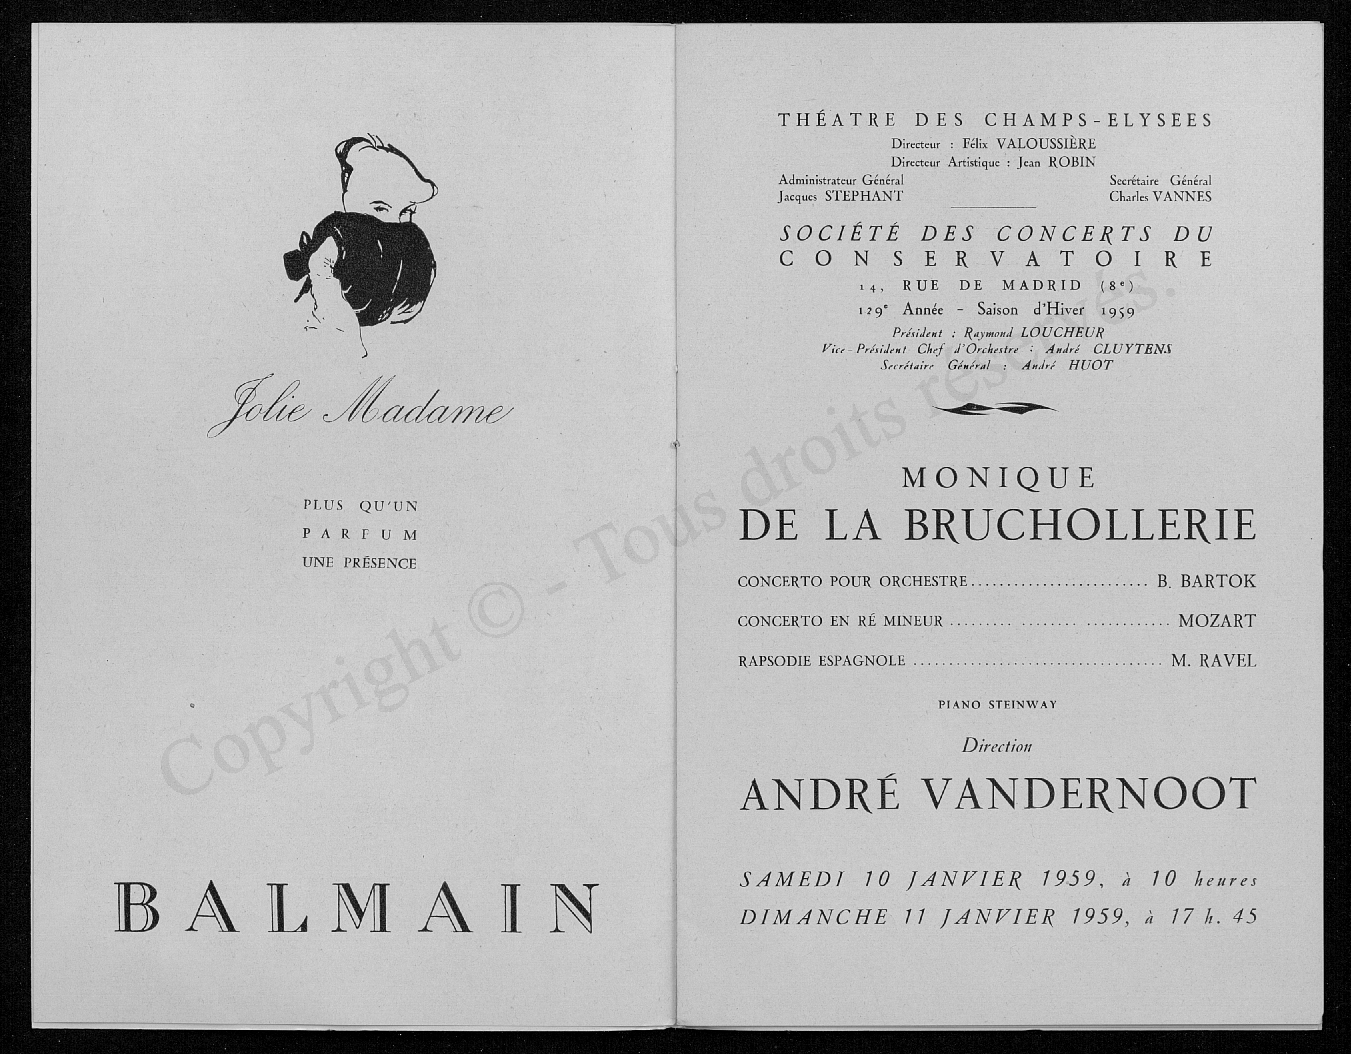 Jolie Madame
PLUS QU'UN
PARFUM
UNE PRÉSENCE
BALMAIN
THÉATRE DES CHAMPS-ELYSEES
Directeur : Félix VALOUSSIÈRE
Directeur Artistique : Jean ROBIN
Administrateur Général
Jacques STEPHANT
Secrétaire Général
Charles VANNES
SOCIÉTÉ DES CONCERTS DU
CONSERVATOIRE
14, RUE DE MADRID (8e)
129e Année - Saison d'Hiver 1959
Président : Raymond LOUCHEUR
Vice-Président Chef d'Orchestre : André CLUYTENS
Secrétaire Général : André HUOT
MONIQUE
DE LA BRUCHOLLERIE
CONCERTO POUR ORCHESTRE......................... B. BARTOK
CONCERTO EN RÉ MINEUR ......... ........ ............ MOZART
RAPSODIE ESPAGNOLE .................................. M. RAVEL
PIANO STEINWAY
Direction
ANDRÉ VANDERNOOT
SAMEDI 10 JANVIER 1959, à 10 heures
DIMANCHE 11 JANVIER 1959, à 17 h. 45
Copyright © - Tous droits réservés.